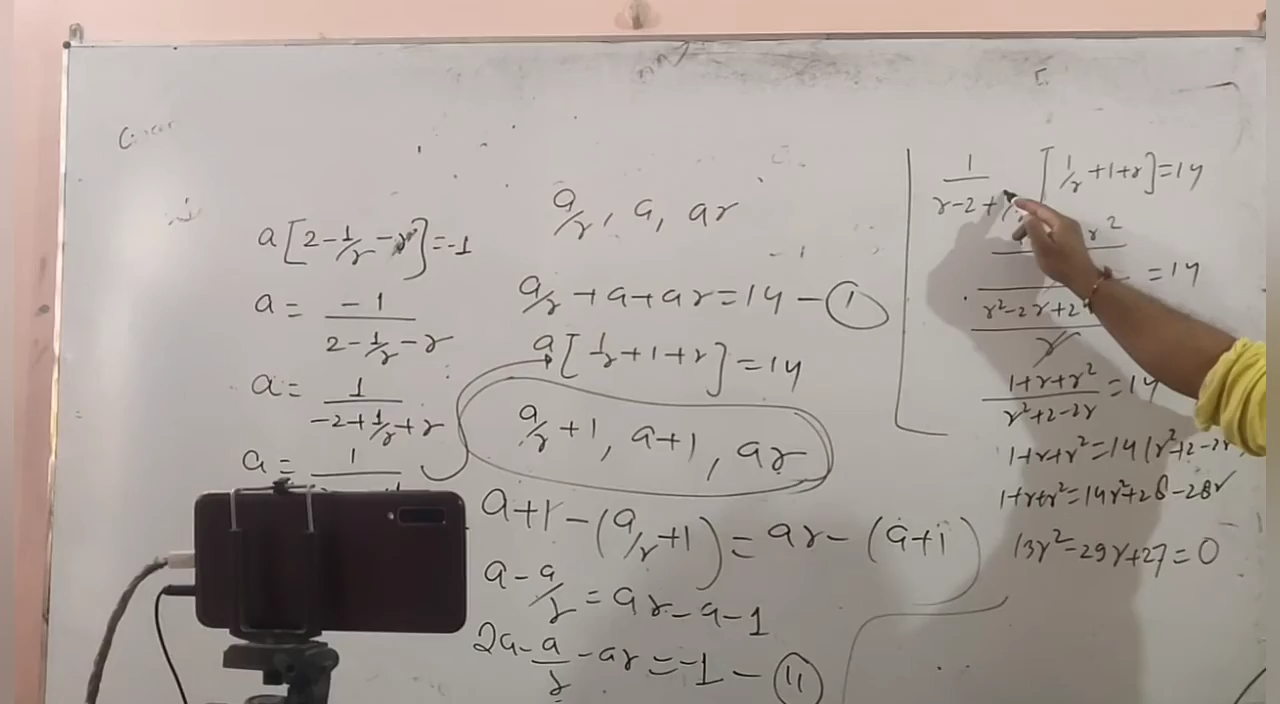 a[2-1/r-r]=-1
a= -1/(2-1/r-r)
a= 1/(-2+1/r+r)
a= 1
a/r, a, ar
a/r+a+ar=14-①
a[1/r+1+r]=14
a/r+1, a+1, ar
a+1-(a/r+1)=ar-(a+1)
a-a/r=ar-a-1
2a-a/r-ar=-1-⑪
1/(r-2+ [1/r+1+r]=14
r²
=14
r²-2r+2
r
(1+r+r²)/(r²+2-2r)=14
1+r+r²=14(r²+2-2r
1+r+r²=14r²+28-28r
13r²-29r+27=0